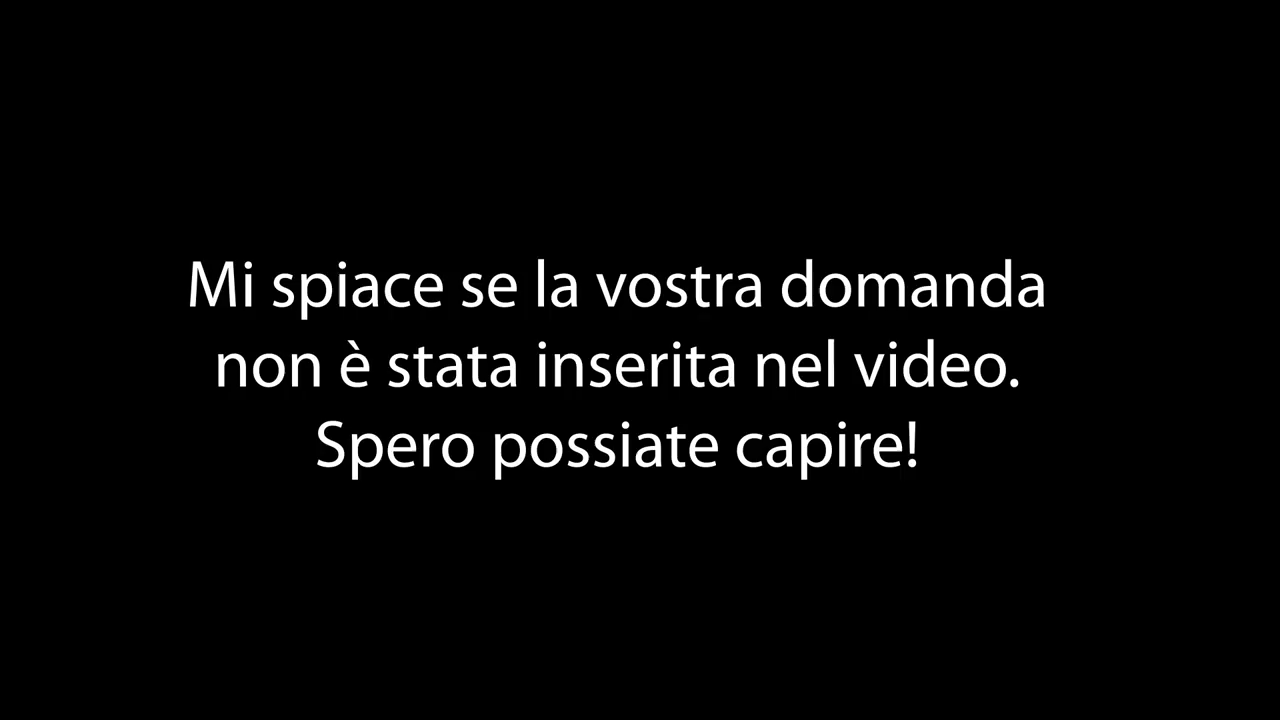 Mi spiace se la vostra domanda
non è stata inserita nel video.
Spero possiate capire!